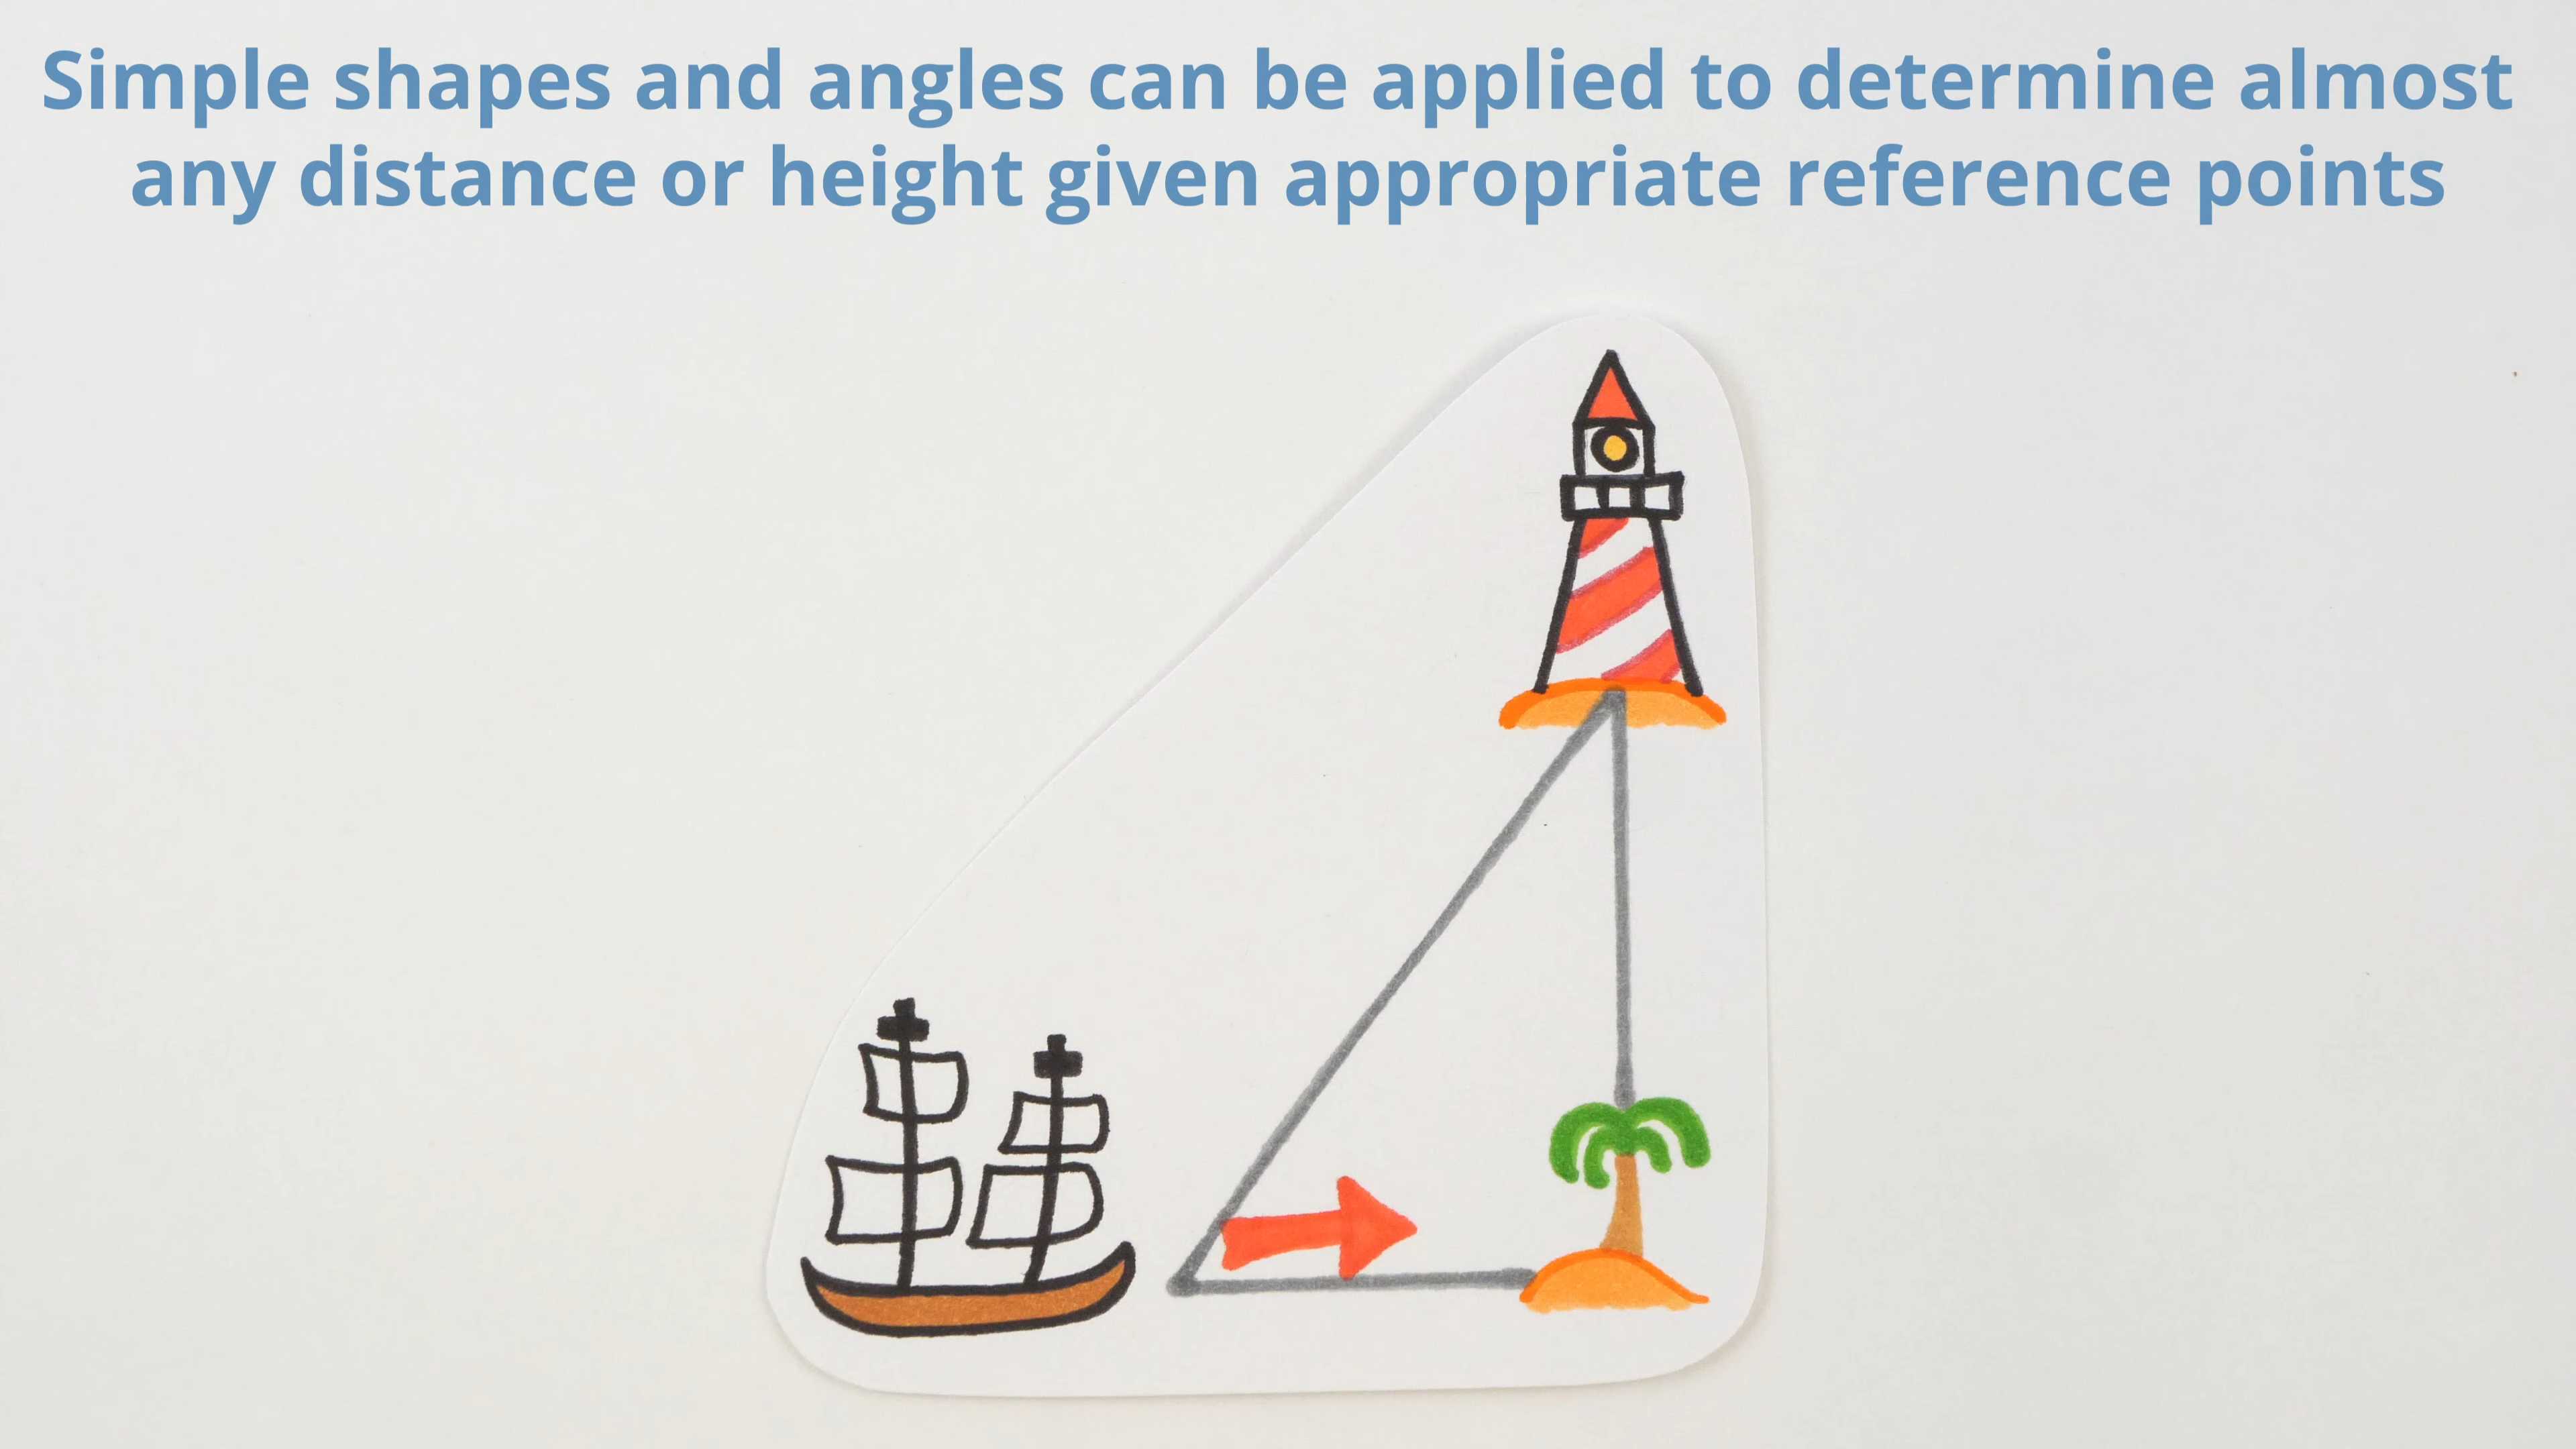 Simple shapes and angles can be applied to determine almost
any distance or height given appropriate reference points